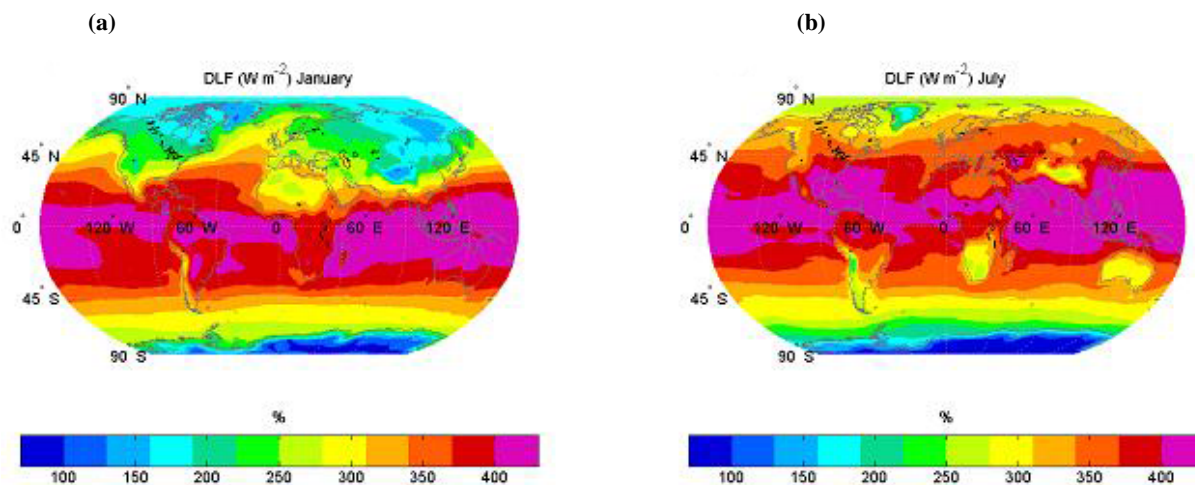 (a) (b)
DLF (W m⁻²) January DLF (W m⁻²) July
90° N 90° N
45° N 45° N
0 120° W 60° W 0° 60° E 120° E 0 120° W 60° W 0° 60° E 120° E
45° S 45° S
90 S 90° S
% %
100 150 200 250 300 350 400 100 150 200 250 300 350 400